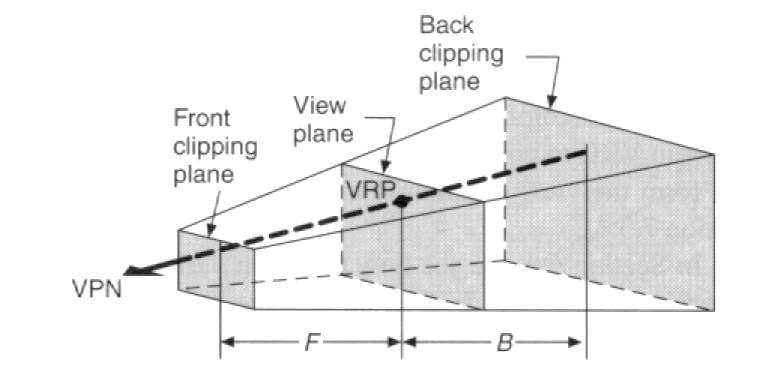 Back
clipping
plane
View
plane
Front
clipping
plane
VRP
VPN
F
B